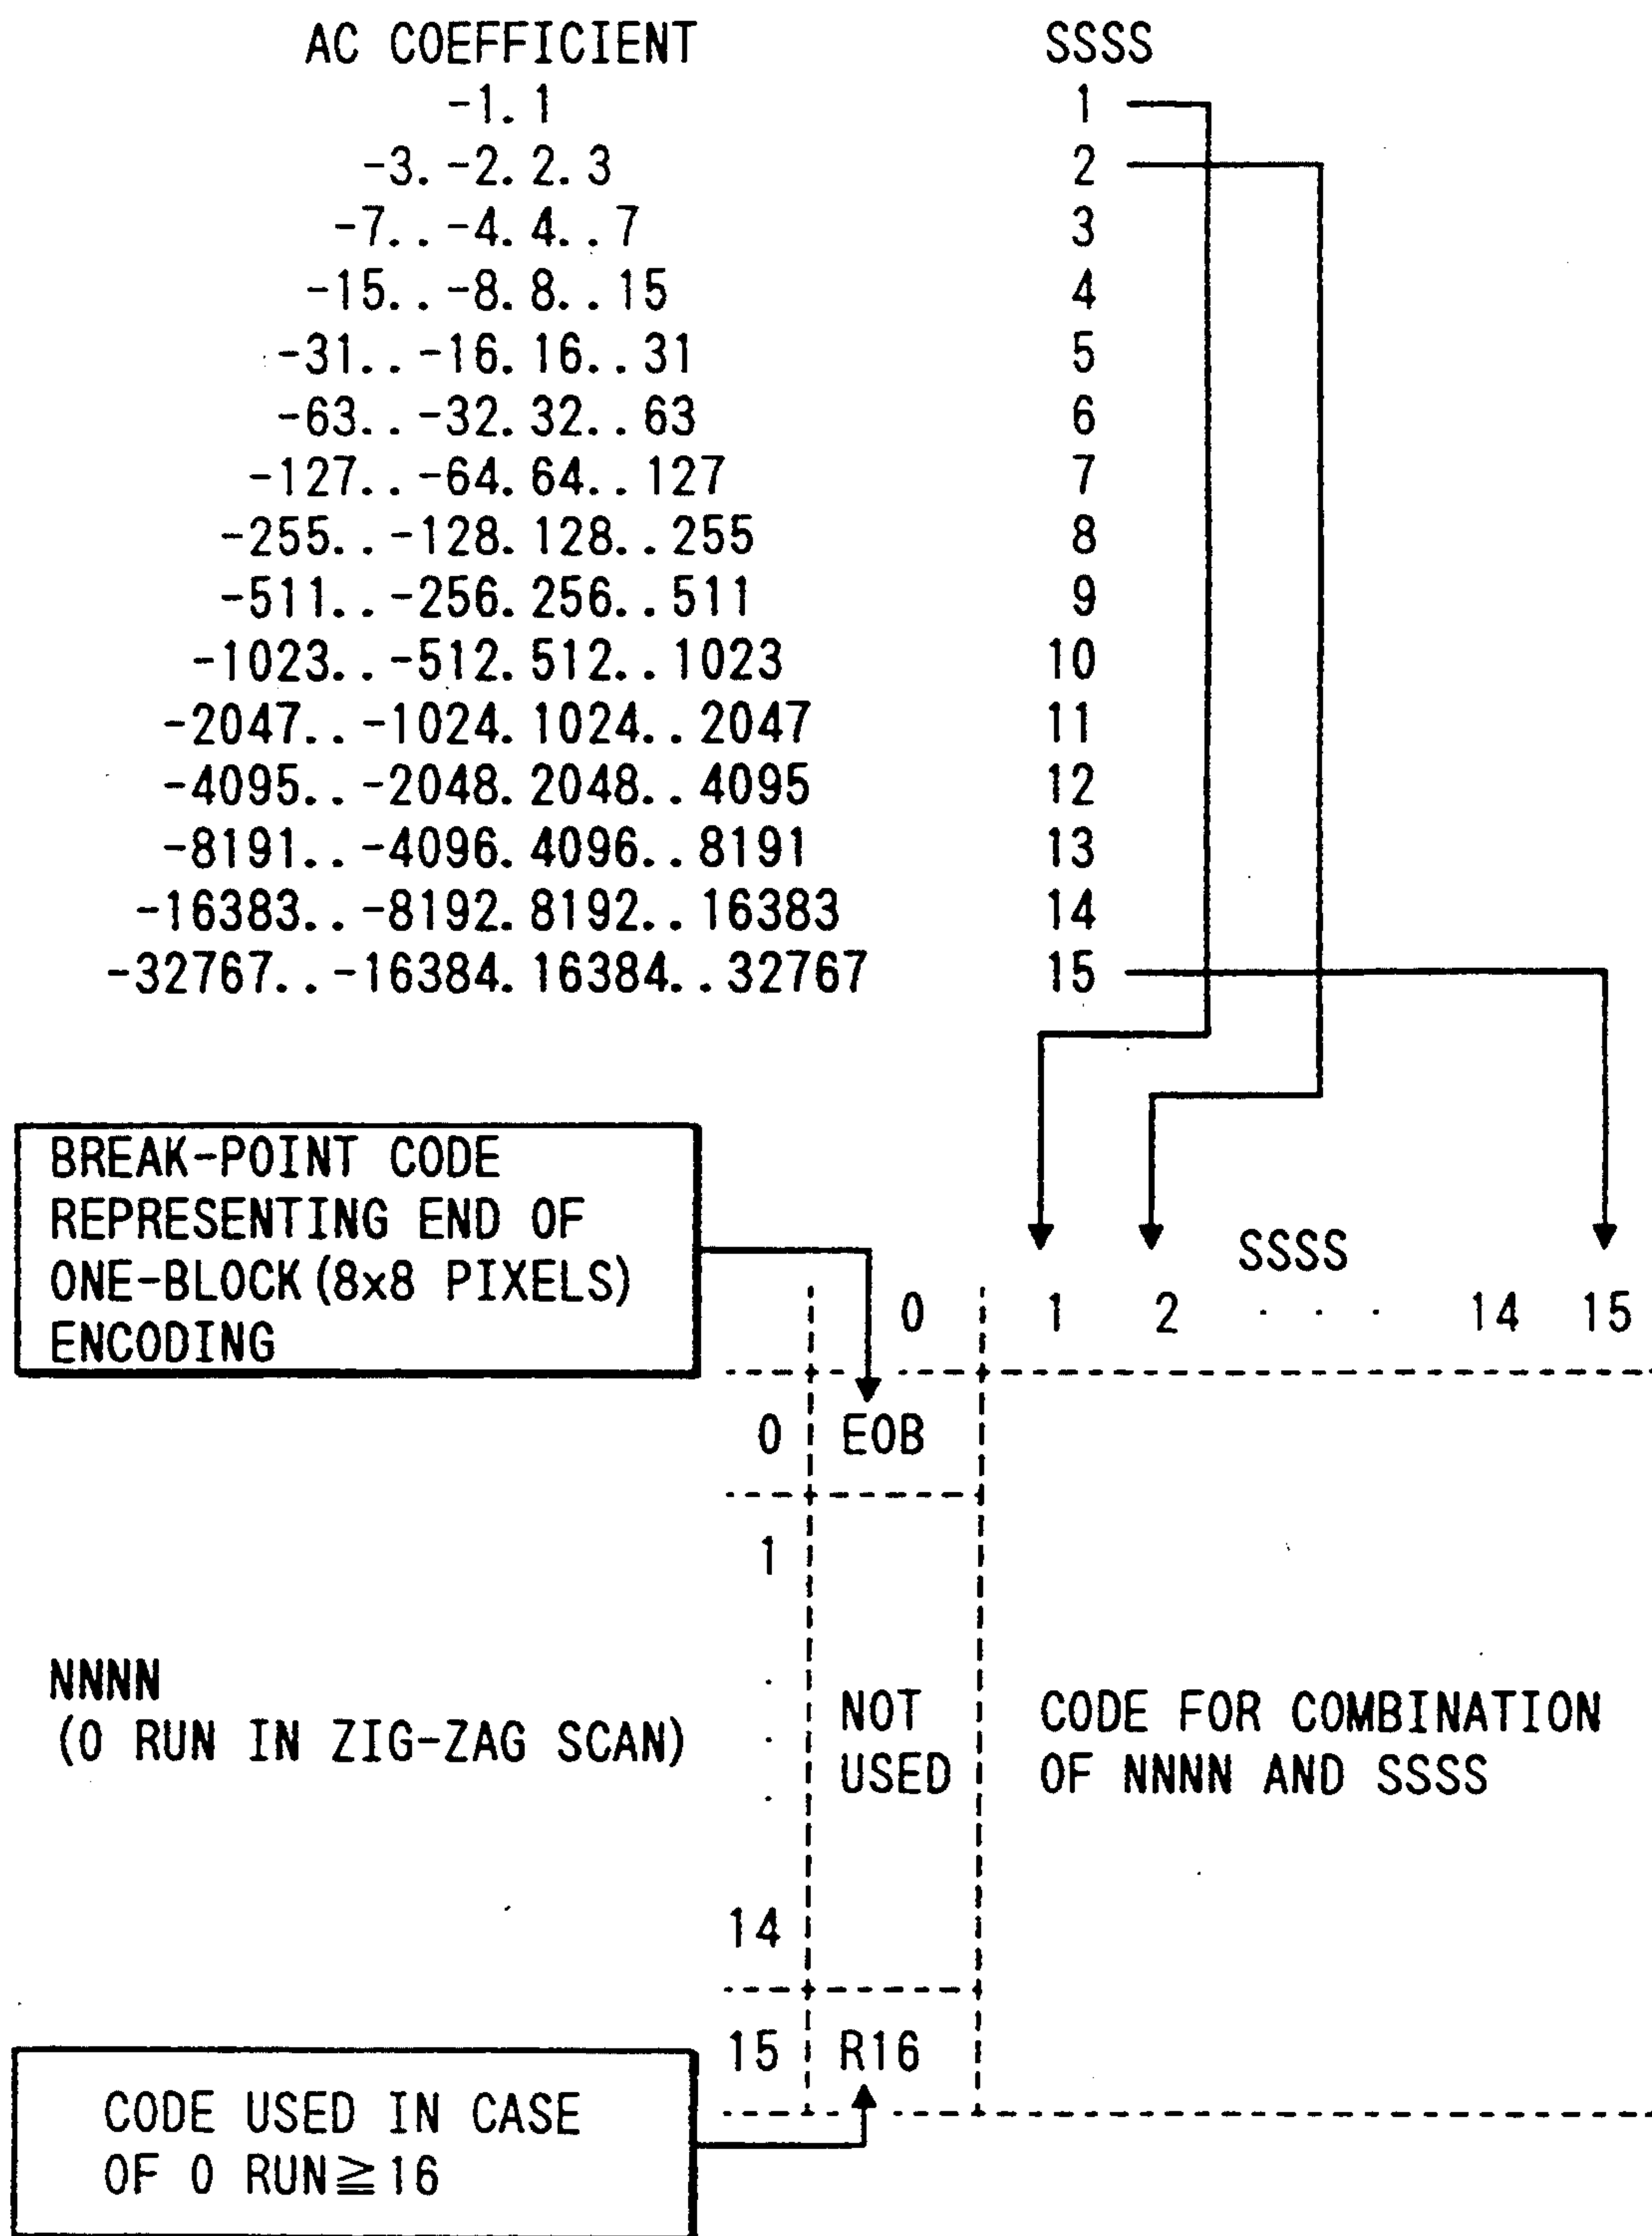 AC COEFFICIENT SSSS
-1. 1 1
-3. -2. 2. 3 2
-7.. -4. 4.. 7 3
-15.. -8. 8.. 15 4
-31.. -16. 16.. 31 5
-63.. -32. 32.. 63 6
-127.. -64. 64.. 127 7
-255.. -128. 128.. 255 8
-511.. -256. 256.. 511 9
-1023.. -512. 512.. 1023 10
-2047.. -1024. 1024.. 2047 11
-4095.. -2048. 2048.. 4095 12
-8191.. -4096. 4096.. 8191 13
-16383.. -8192. 8192.. 16383 14
-32767.. -16384. 16384.. 32767 15
BREAK-POINT CODE
REPRESENTING END OF
ONE-BLOCK(8x8 PIXELS)
ENCODING
SSSS
0 1 2 · · · 14 15
0 EOB
1
NNNN
(0 RUN IN ZIG-ZAG SCAN)
·
·
·
NOT
USED
CODE FOR COMBINATION
OF NNNN AND SSSS
14
15 R16
CODE USED IN CASE
OF 0 RUN≧16